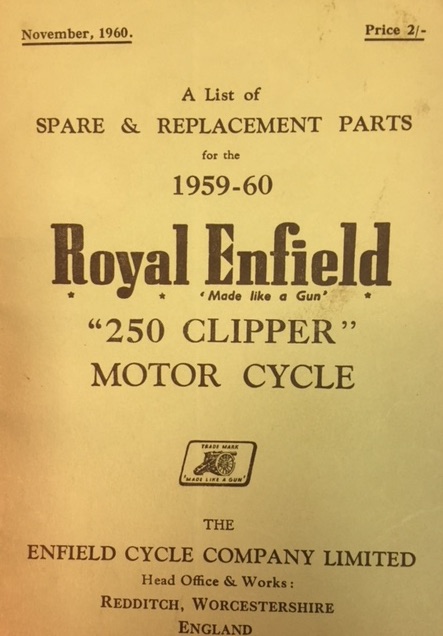 November, 1960.
Price 2/-
A List of
SPARE & REPLACEMENT PARTS
for the
1959-60
Royal Enfield
'Made like a Gun'
"250 CLIPPER"
MOTOR CYCLE
TRADE MARK
'MADE LIKE A GUN'
THE
ENFIELD CYCLE COMPANY LIMITED
Head Office & Works:
REDDITCH, WORCESTERSHIRE
ENGLAND